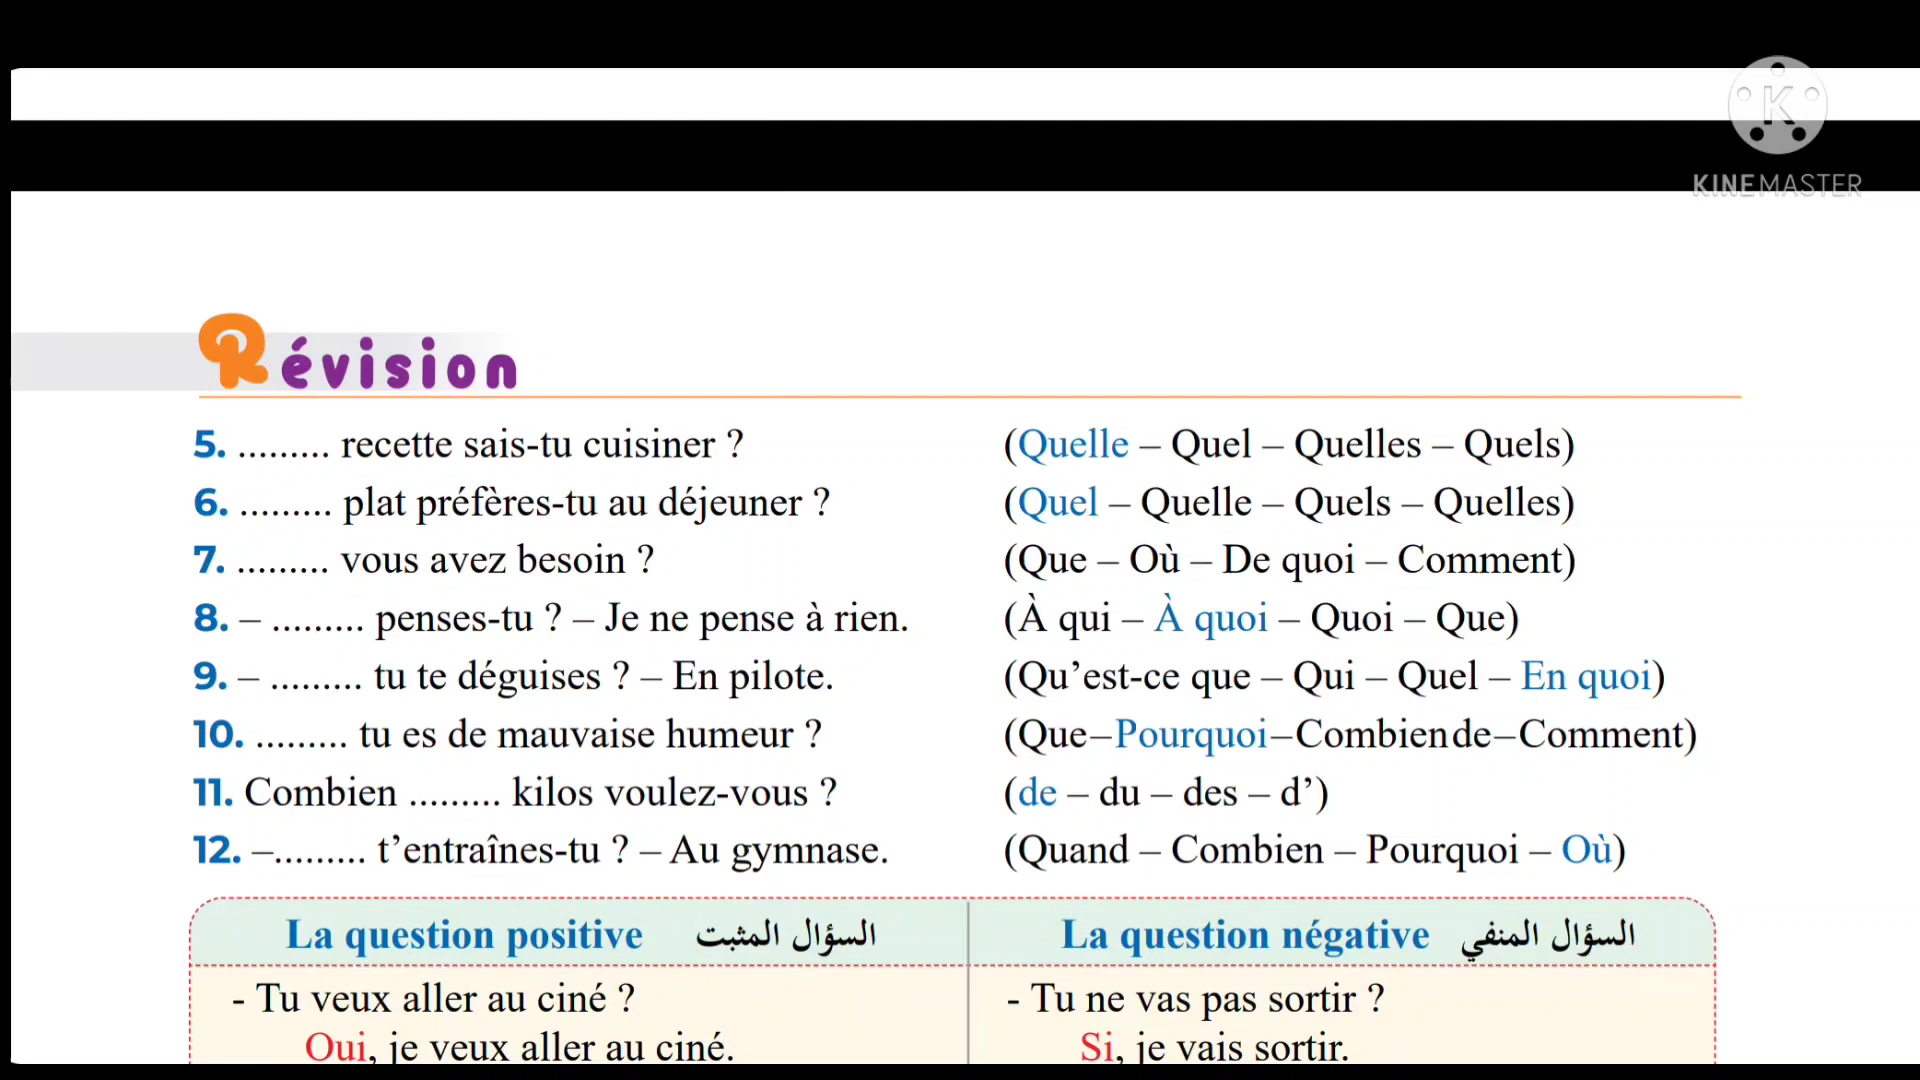 KINEMASTER
Révision
5. ......... recette sais-tu cuisiner ? (Quelle – Quel – Quelles – Quels)
6. ......... plat préfères-tu au déjeuner ? (Quel – Quelle – Quels – Quelles)
7. ......... vous avez besoin ? (Que – Où – De quoi – Comment)
8. – ......... penses-tu ? – Je ne pense à rien. (À qui – À quoi – Quoi – Que)
9. – ......... tu te déguises ? – En pilote. (Qu’est-ce que – Qui – Quel – En quoi)
10. ......... tu es de mauvaise humeur ? (Que–Pourquoi–Combien de–Comment)
11. Combien ......... kilos voulez-vous ? (de – du – des – d’)
12. –......... t’entraînes-tu ? – Au gymnase. (Quand – Combien – Pourquoi – Où)
La question positive السؤال المثبت La question négative السؤال المنفي
- Tu veux aller au ciné ? - Tu ne vas pas sortir ?
Oui, je veux aller au ciné. Si, je vais sortir.